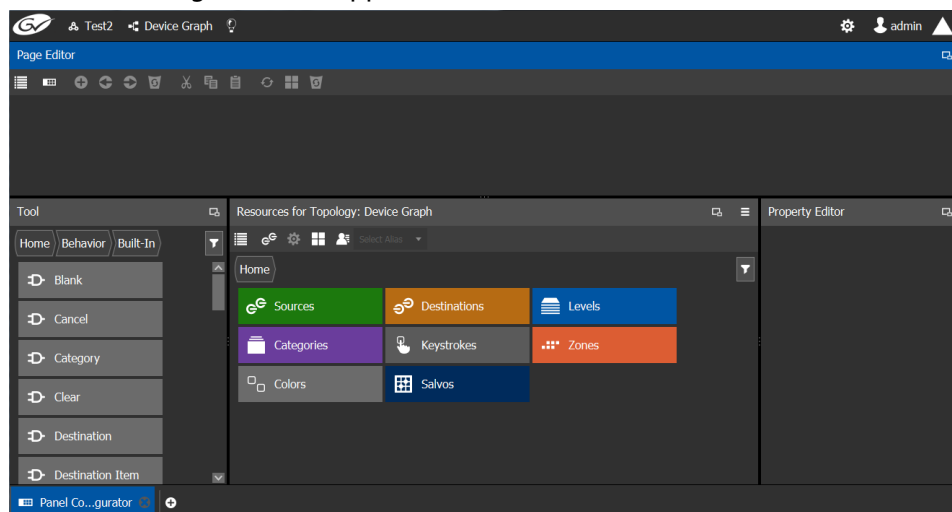 Test2 Device Graph admin
Page Editor
Tool
Home Behavior Built-In
Blank
Cancel
Category
Clear
Destination
Destination Item
Resources for Topology: Device Graph
Select Alias
Home
Sources Destinations Levels
Categories Keystrokes Zones
Colors Salvos
Property Editor
Panel Co...gurator